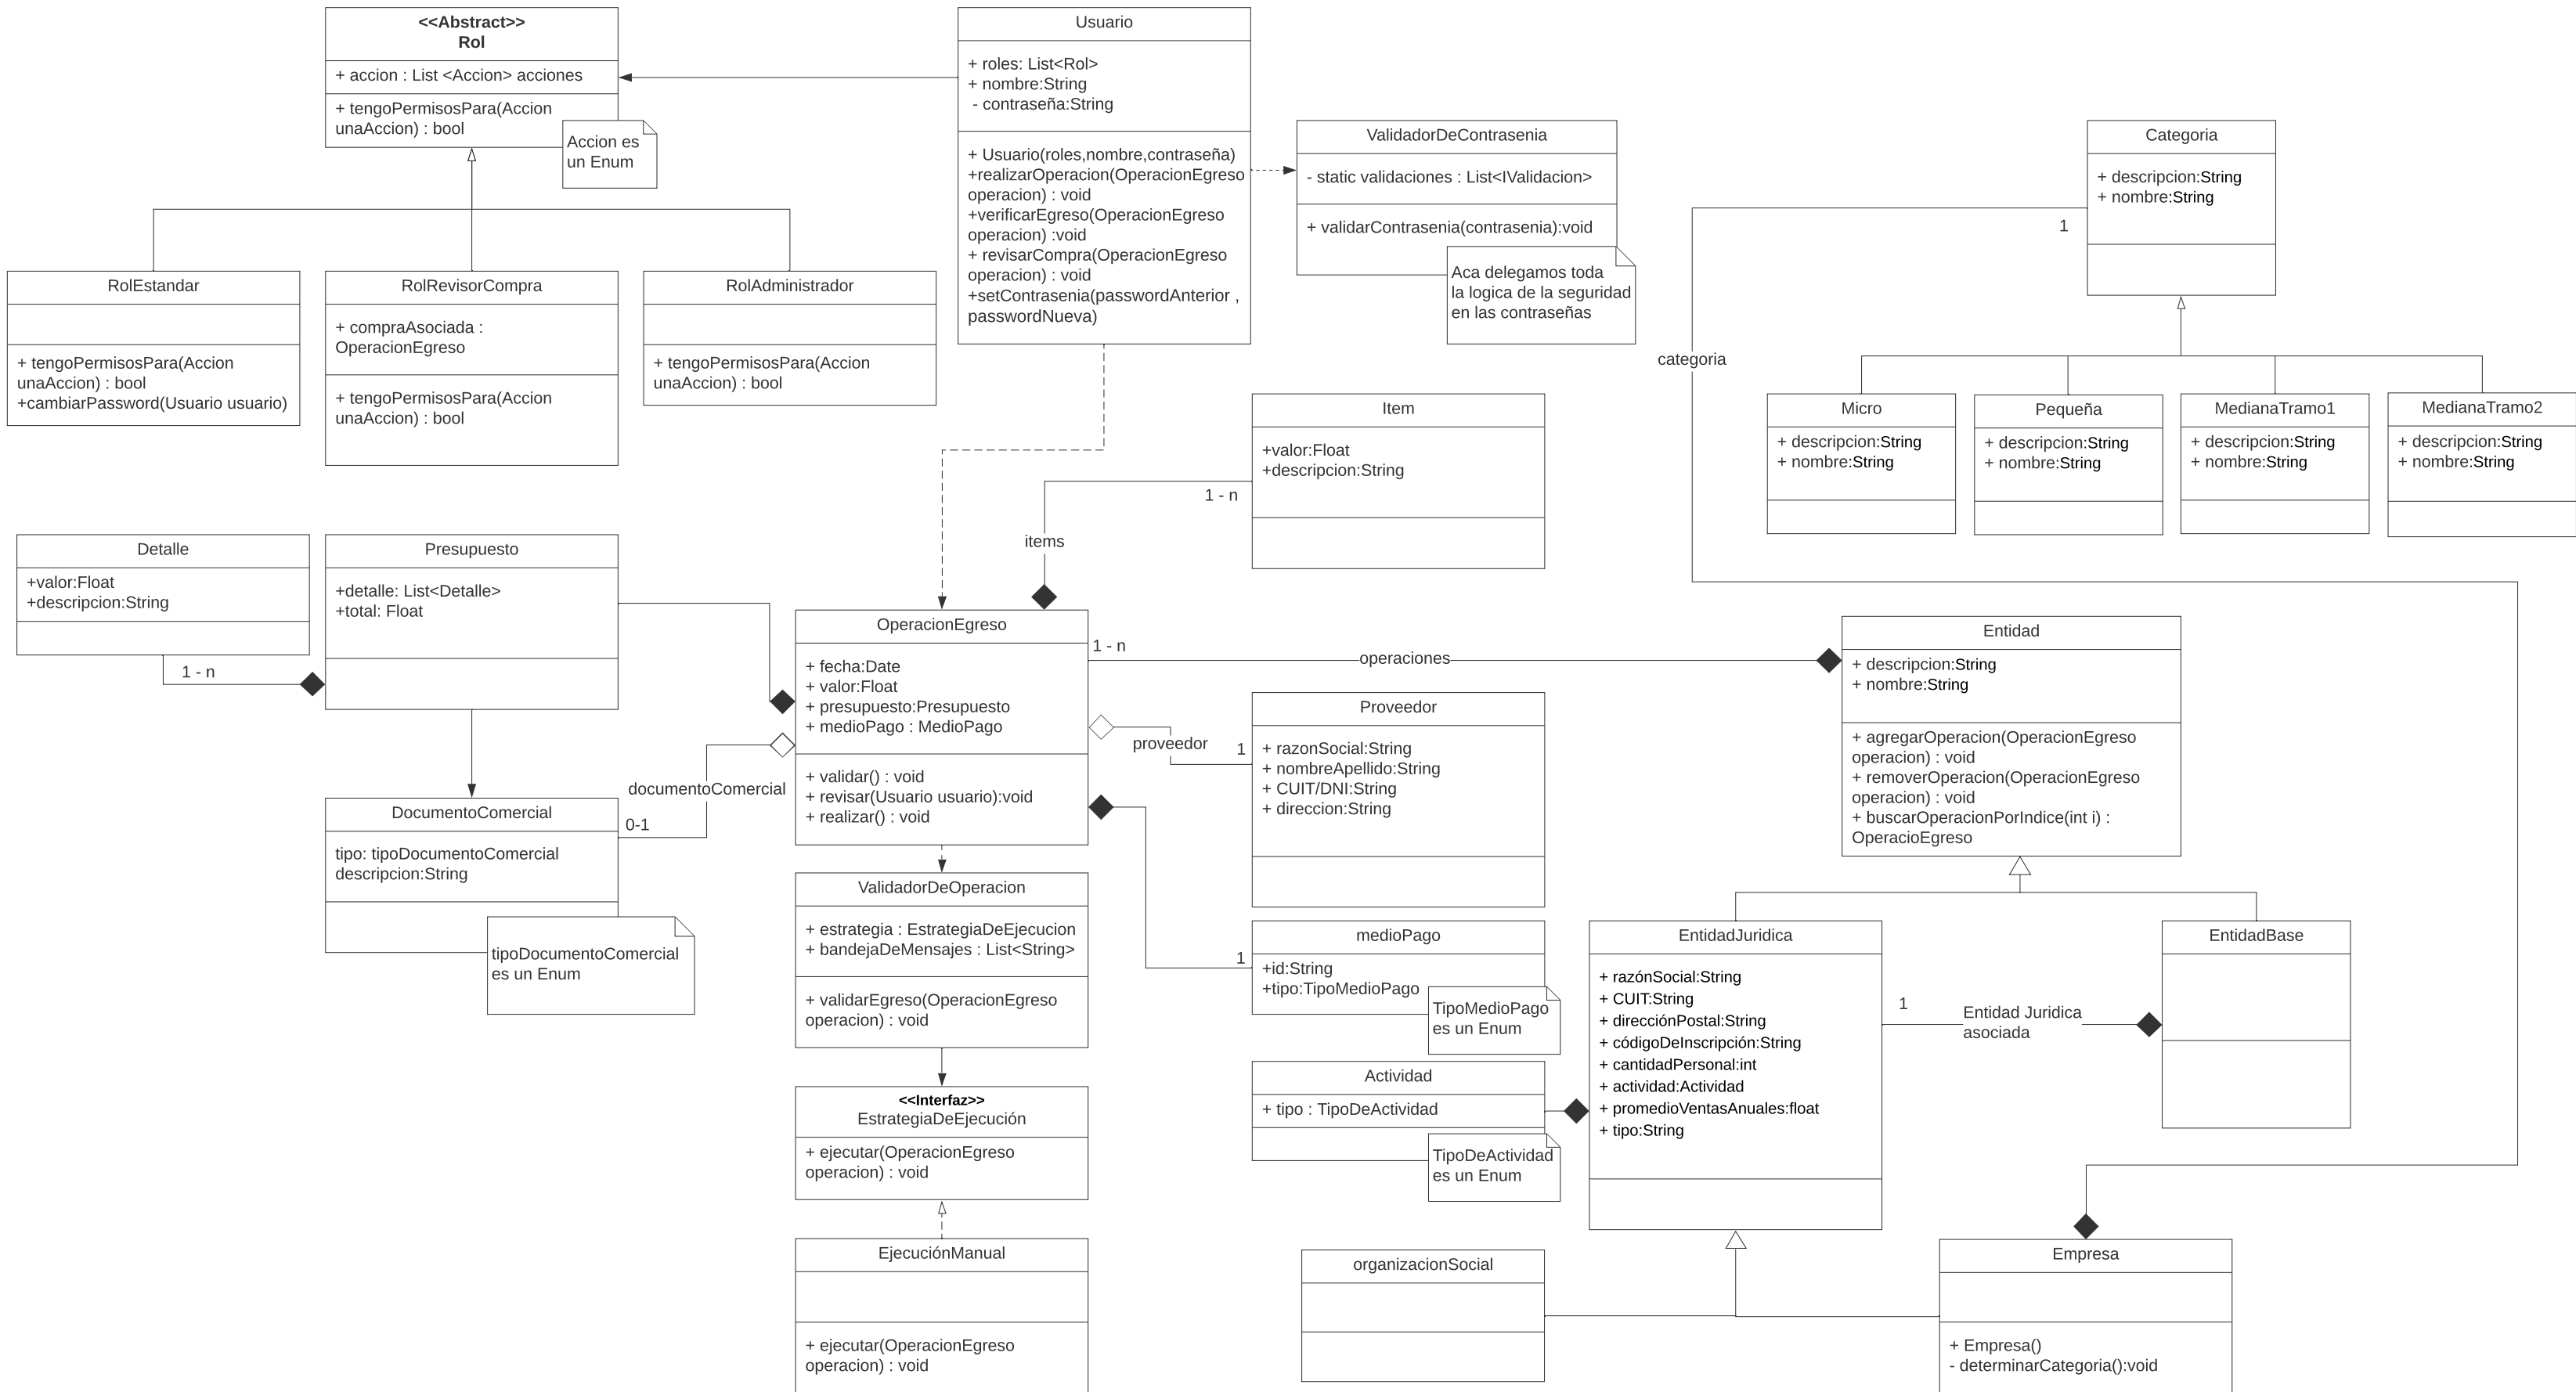 <<Abstract>>
Rol
+ accion : List <Accion> acciones
+ tengoPermisosPara(Accion
unaAccion) : bool
Accion es
un Enum
Usuario
+ roles: List<Rol>
+ nombre:String
- contraseña:String
+ Usuario(roles,nombre,contraseña)
+realizarOperacion(OperacionEgreso
operacion) : void
+verificarEgreso(OperacionEgreso
operacion) :void
+ revisarCompra(OperacionEgreso
operacion) : void
+setContrasenia(passwordAnterior ,
passwordNueva)
ValidadorDeContrasenia
- static validaciones : List<IValidacion>
+ validarContrasenia(contrasenia):void
Aca delegamos toda
la logica de la seguridad
en las contraseñas
Categoria
+ descripcion:String
+ nombre:String
1
categoria
RolEstandar
+ tengoPermisosPara(Accion
unaAccion) : bool
+cambiarPassword(Usuario usuario)
RolRevisorCompra
+ compraAsociada :
OperacionEgreso
+ tengoPermisosPara(Accion
unaAccion) : bool
RolAdministrador
+ tengoPermisosPara(Accion
unaAccion) : bool
Item
+valor:Float
+descripcion:String
1 - n
items
Micro
+ descripcion:String
+ nombre:String
Pequeña
+ descripcion:String
+ nombre:String
MedianaTramo1
+ descripcion:String
+ nombre:String
MedianaTramo2
+ descripcion:String
+ nombre:String
Detalle
+valor:Float
+descripcion:String
1 - n
Presupuesto
+detalle: List<Detalle>
+total: Float
OperacionEgreso
+ fecha:Date
+ valor:Float
+ presupuesto:Presupuesto
+ medioPago : MedioPago
+ validar() : void
+ revisar(Usuario usuario):void
+ realizar() : void
1 - n
operaciones
Entidad
+ descripcion:String
+ nombre:String
+ agregarOperacion(OperacionEgreso
operacion) : void
+ removerOperacion(OperacionEgreso
operacion) : void
+ buscarOperacionPorIndice(int i) :
OperacioEgreso
proveedor
1
Proveedor
+ razonSocial:String
+ nombreApellido:String
+ CUIT/DNI:String
+ direccion:String
documentoComercial
0-1
DocumentoComercial
tipo: tipoDocumentoComercial
descripcion:String
tipoDocumentoComercial
es un Enum
ValidadorDeOperacion
+ estrategia : EstrategiaDeEjecucion
+ bandejaDeMensajes : List<String>
+ validarEgreso(OperacionEgreso
operacion) : void
1
medioPago
+id:String
+tipo:TipoMedioPago
TipoMedioPago
es un Enum
EntidadJuridica
+ razónSocial:String
+ CUIT:String
+ direcciónPostal:String
+ códigoDeInscripción:String
+ cantidadPersonal:int
+ actividad:Actividad
+ promedioVentasAnuales:float
+ tipo:String
1
Entidad Juridica
asociada
EntidadBase
Actividad
+ tipo : TipoDeActividad
TipoDeActividad
es un Enum
<<Interfaz>>
EstrategiaDeEjecución
+ ejecutar(OperacionEgreso
operacion) : void
EjecuciónManual
+ ejecutar(OperacionEgreso
operacion) : void
organizacionSocial
Empresa
+ Empresa()
- determinarCategoria():void